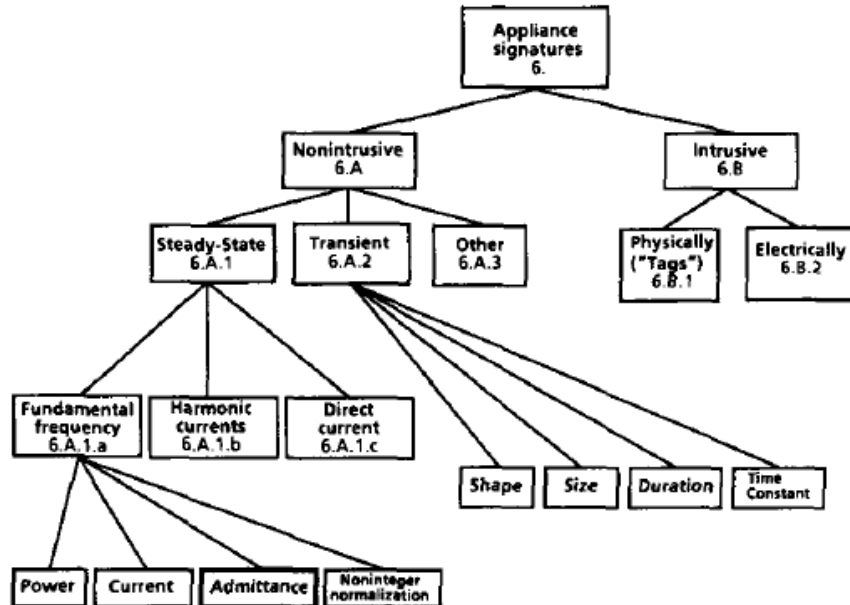 Appliance
signatures
6.
Nonintrusive
6.A
Intrusive
6.B
Steady-State
6.A.1
Transient
6.A.2
Other
6.A.3
Physically
("Tags")
6.B.1
Electrically
6.B.2
Fundamental
frequency
6.A.1.a
Harmonic
currents
6.A.1.b
Direct
current
6.A.1.c
Shape
Size
Duration
Time
Constant
Power
Current
Admittance
Noninteger
normalization